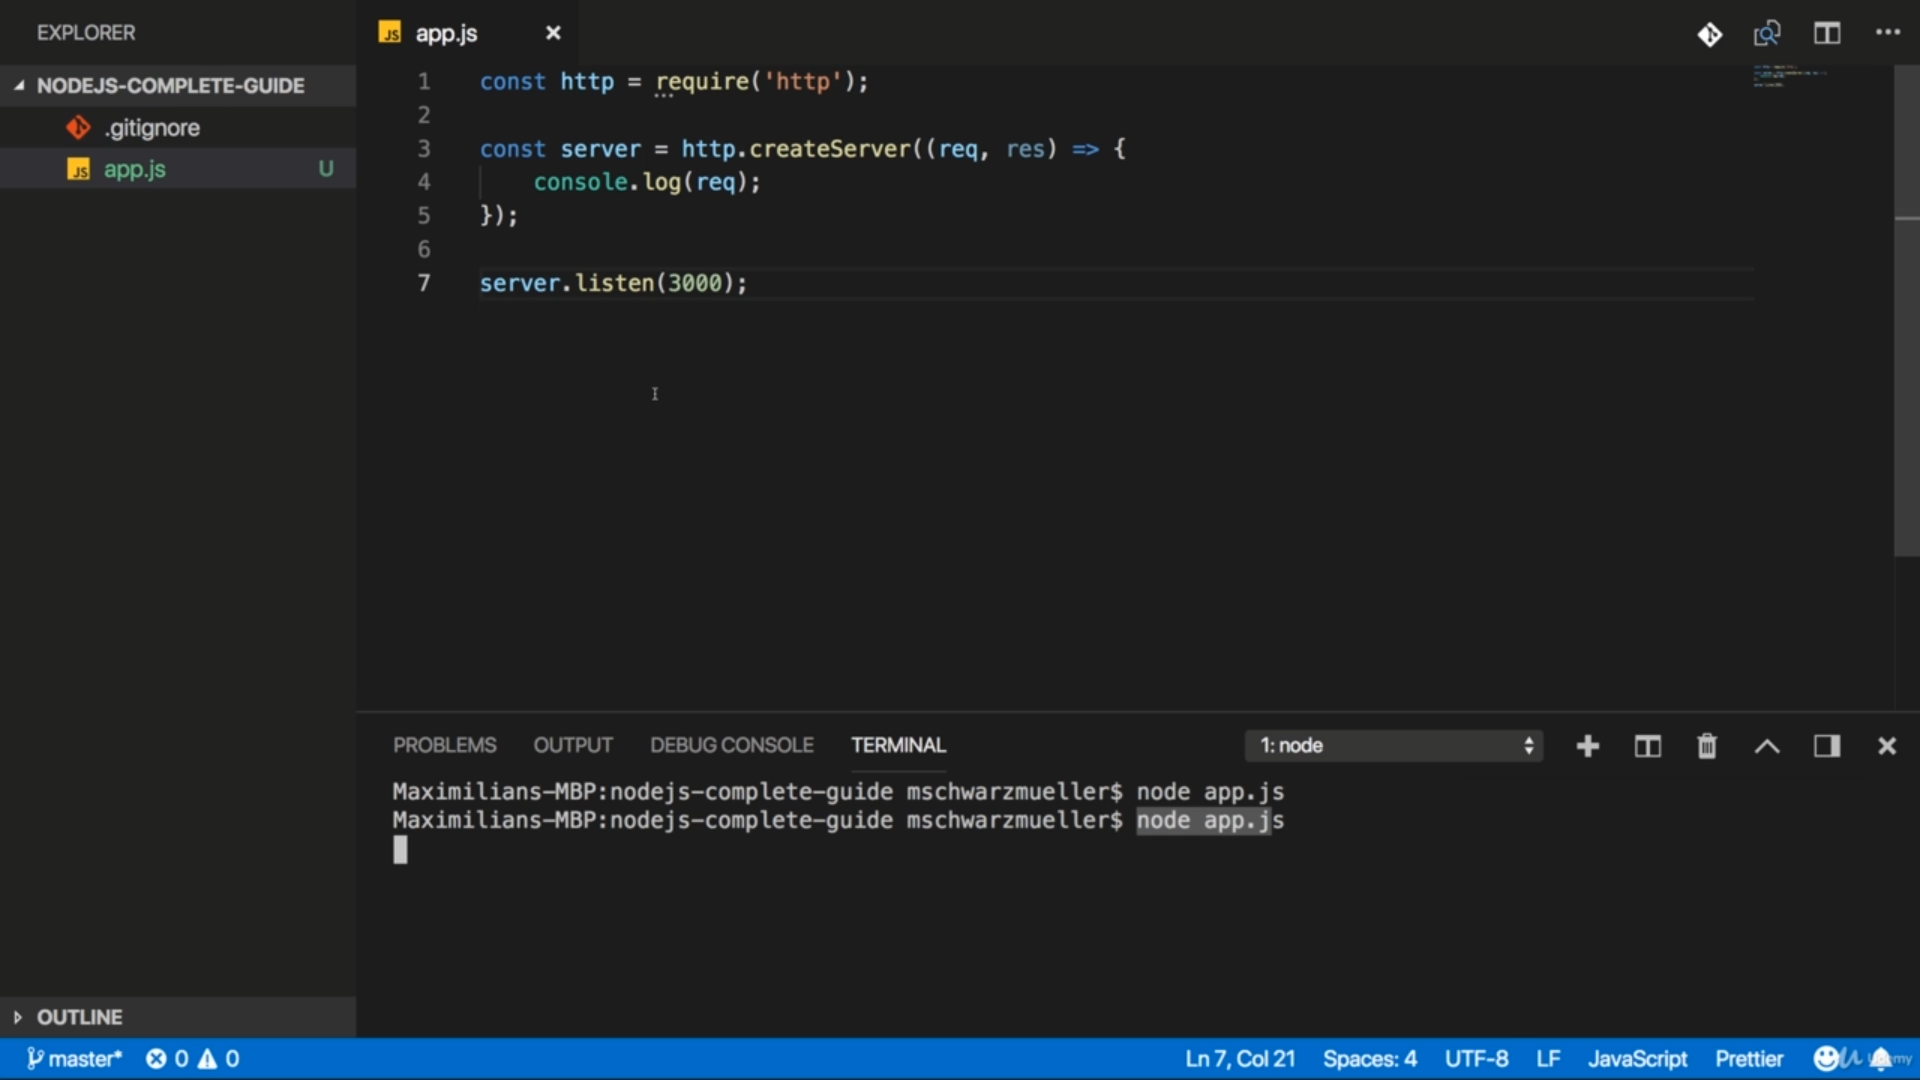 EXPLORER
NODEJS-COMPLETE-GUIDE
.gitignore
JS app.js U
OUTLINE
JS app.js
1 const http = require('http');
2
3 const server = http.createServer((req, res) => {
4 console.log(req);
5 });
6
7 server.listen(3000);
PROBLEMS OUTPUT DEBUG CONSOLE TERMINAL 1: node
Maximilians-MBP:nodejs-complete-guide mschwarzmueller$ node app.js
Maximilians-MBP:nodejs-complete-guide mschwarzmueller$ node app.js
master* 0 0 Ln 7, Col 21 Spaces: 4 UTF-8 LF JavaScript Prettier